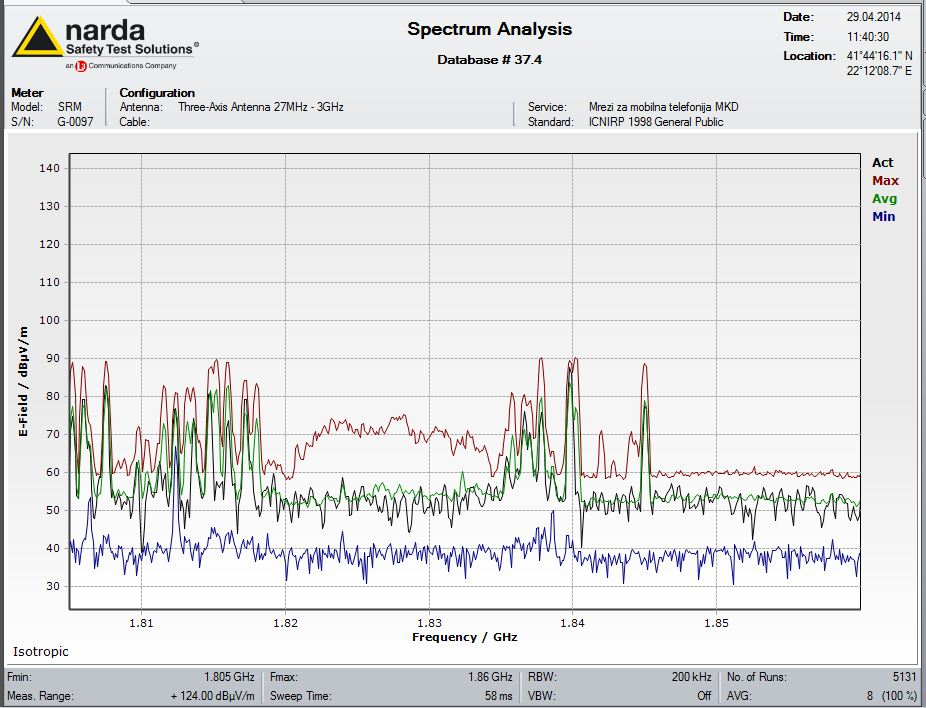 narda
Safety Test Solutions®
an L3 Communications Company
Spectrum Analysis
Database # 37.4
Date: 29.04.2014
Time: 11:40:30
Location: 41°44'16.1" N
22°12'08.7" E
Meter
Model: SRM
S/N: G-0097
Configuration
Antenna: Three-Axis Antenna 27MHz - 3GHz
Cable:
Service: Mrezi za mobilna telefonija MKD
Standard: ICNIRP 1998 General Public
E-Field / dBµV/m
140
130
120
110
100
90
80
70
60
50
40
30
Act
Max
Avg
Min
1.81 1.82 1.83 1.84 1.85
Frequency / GHz
Isotropic
Fmin: 1.805 GHz Fmax: 1.86 GHz RBW: 200 kHz No. of Runs: 5131
Meas. Range: + 124.00 dBµV/m Sweep Time: 58 ms VBW: Off AVG: 8 (100 %)